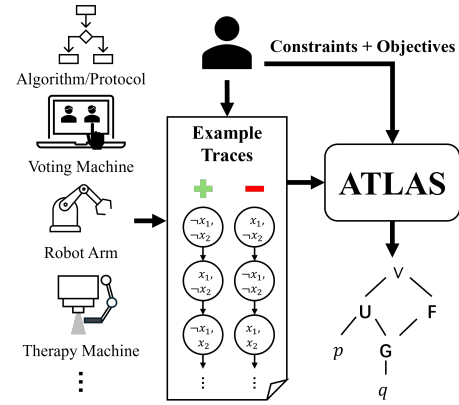 Constraints + Objectives
Algorithm/Protocol
Voting Machine
Robot Arm
Therapy Machine
⋮
Example
Traces
+ −
¬x₁, x₁,
¬x₂ ¬x₂
x₁, ¬x₁,
¬x₂ ¬x₂
¬x₁, x₁,
x₂ x₂
⋮ ⋮
ATLAS
∨
U F
p G
q